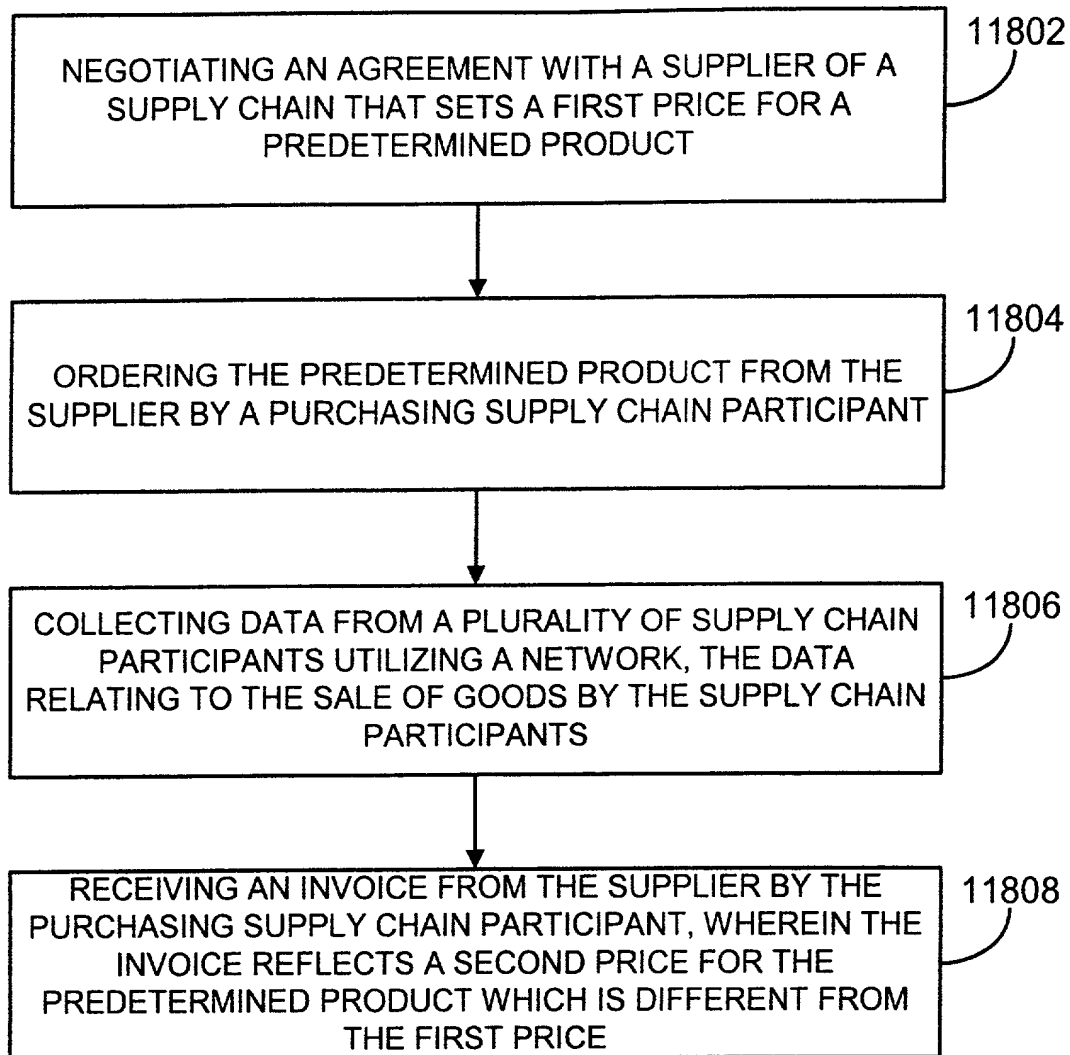 11802
NEGOTIATING AN AGREEMENT WITH A SUPPLIER OF A
SUPPLY CHAIN THAT SETS A FIRST PRICE FOR A
PREDETERMINED PRODUCT
11804
ORDERING THE PREDETERMINED PRODUCT FROM THE
SUPPLIER BY A PURCHASING SUPPLY CHAIN PARTICIPANT
11806
COLLECTING DATA FROM A PLURALITY OF SUPPLY CHAIN
PARTICIPANTS UTILIZING A NETWORK, THE DATA
RELATING TO THE SALE OF GOODS BY THE SUPPLY CHAIN
PARTICIPANTS
11808
RECEIVING AN INVOICE FROM THE SUPPLIER BY THE
PURCHASING SUPPLY CHAIN PARTICIPANT, WHEREIN THE
INVOICE REFLECTS A SECOND PRICE FOR THE
PREDETERMINED PRODUCT WHICH IS DIFFERENT FROM
THE FIRST PRICE